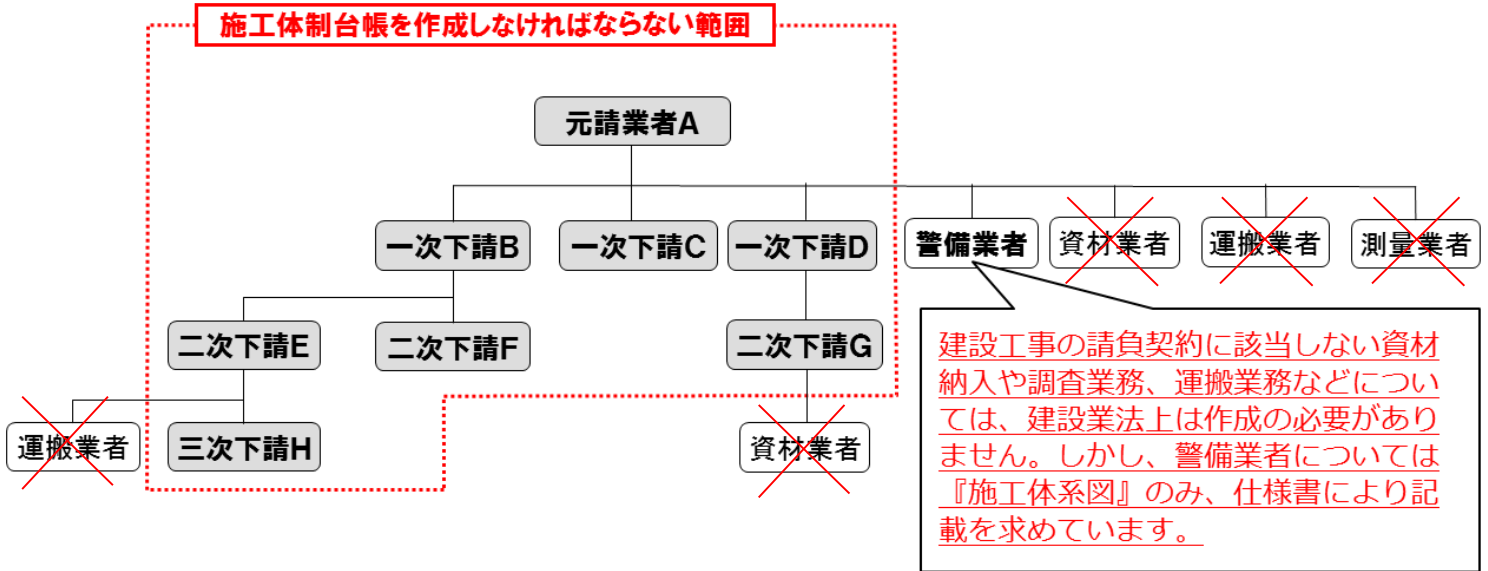 施工体制台帳を作成しなければならない範囲
元請業者A
一次下請B
一次下請C
一次下請D
警備業者
資材業者
運搬業者
測量業者
二次下請E
二次下請F
二次下請G
運搬業者
三次下請H
資材業者
建設工事の請負契約に該当しない資材
納入や調査業務、運搬業務などについ
ては、建設業法上は作成の必要があり
ません。しかし、警備業者については
『施工体系図』のみ、仕様書により記
載を求めています。